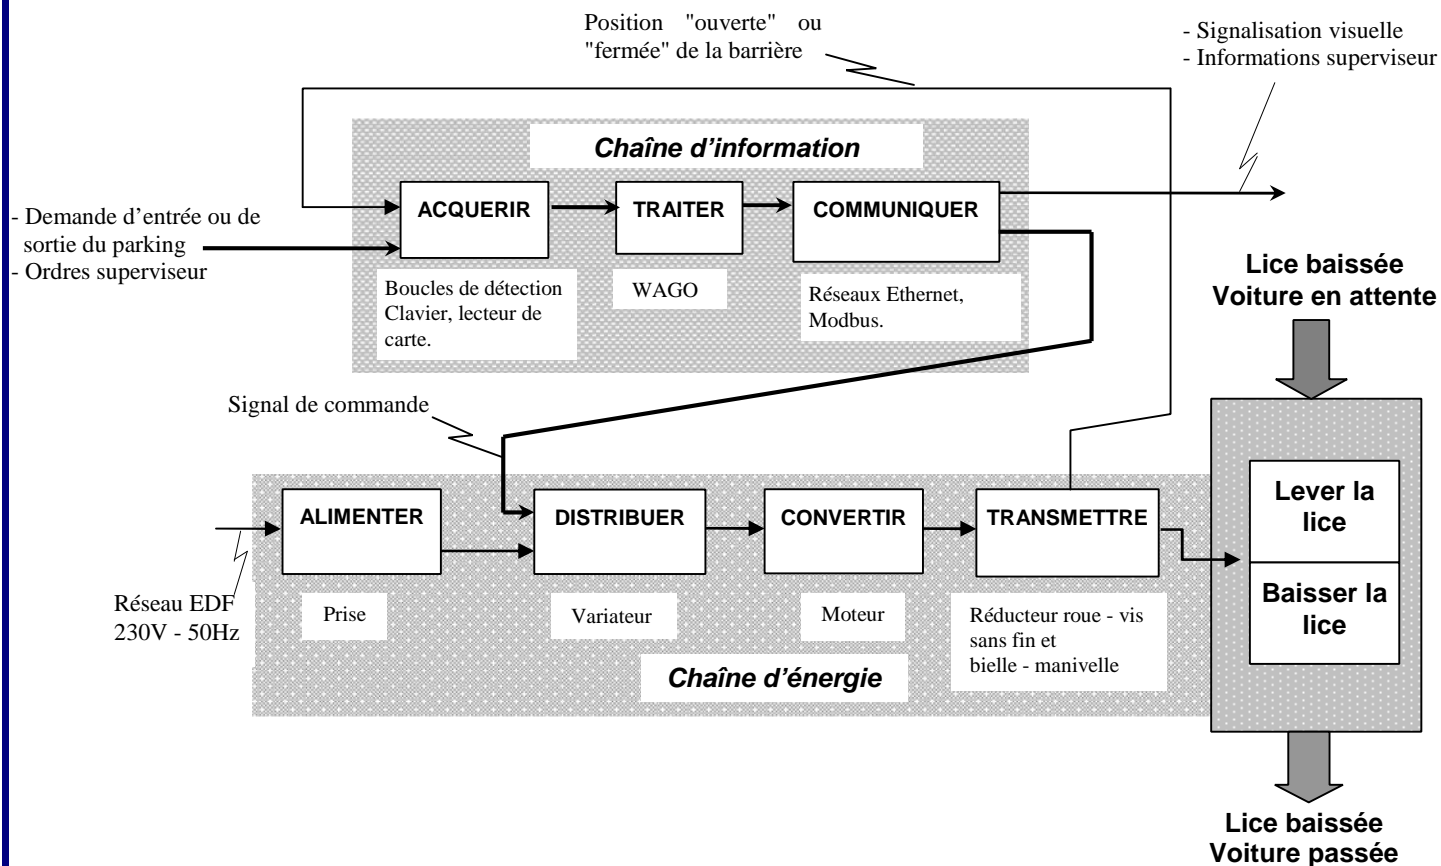 Position "ouverte" ou
"fermée" de la barrière
- Signalisation visuelle
- Informations superviseur
Chaîne d'information
- Demande d'entrée ou de
sortie du parking
- Ordres superviseur
ACQUERIR
TRAITER
COMMUNIQUER
Boucles de détection
Clavier, lecteur de
carte.
WAGO
Réseaux Ethernet,
Modbus.
Lice baissée
Voiture en attente
Signal de commande
ALIMENTER
DISTRIBUER
CONVERTIR
TRANSMETTRE
Lever la
lice
Baisser la
lice
Réseau EDF
230V - 50Hz
Prise
Variateur
Moteur
Réducteur roue - vis
sans fin et
bielle - manivelle
Chaîne d'énergie
Lice baissée
Voiture passée